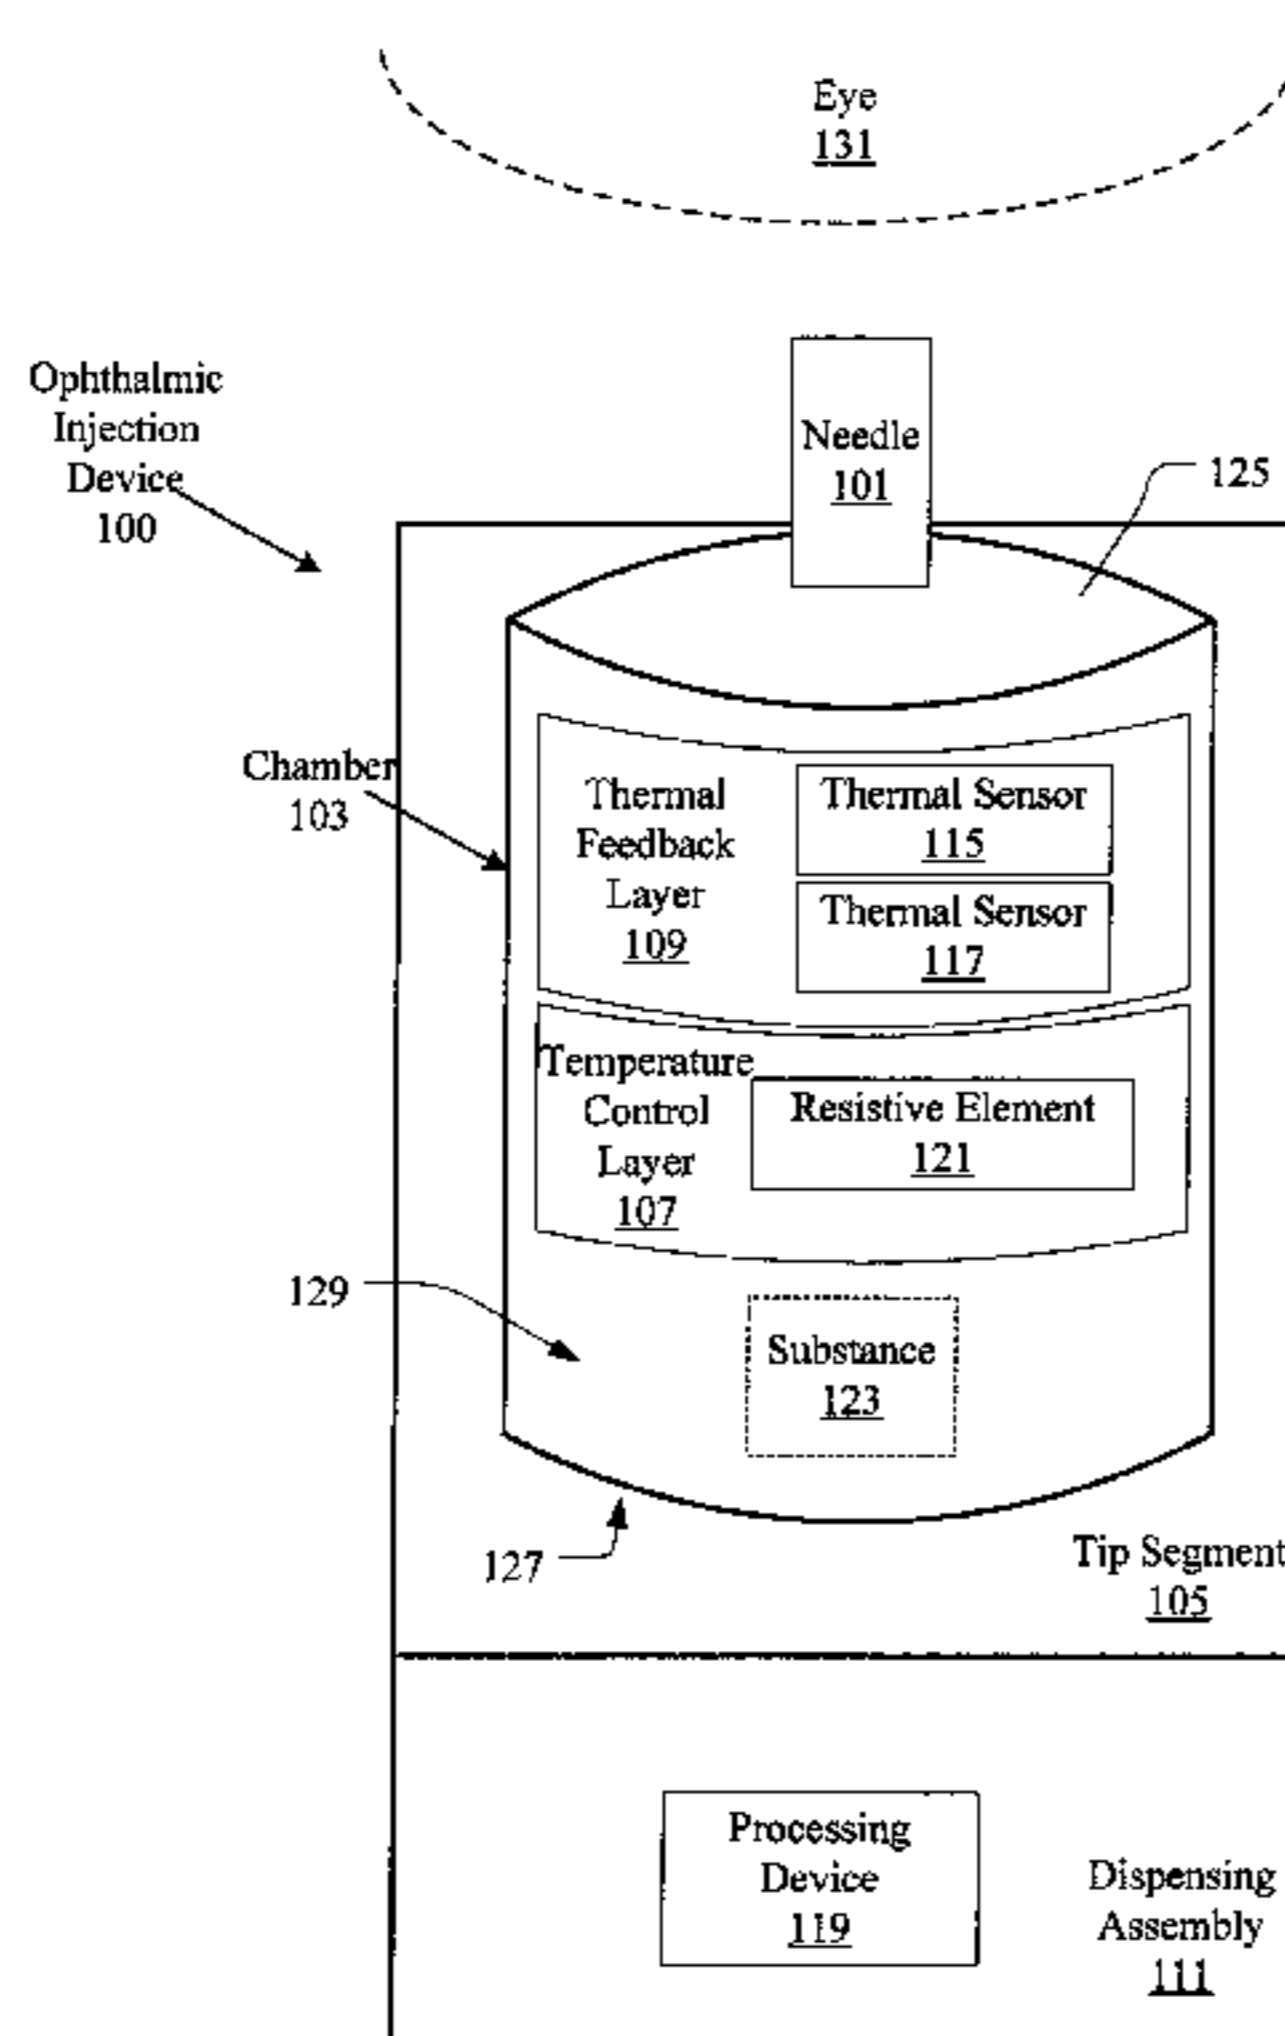 Eye
131
Ophthalmic
Injection
Device
100
Needle
101
125
Chamber
103
Thermal
Feedback
Layer
109
Thermal Sensor
115
Thermal Sensor
117
Temperature
Control
Layer
107
Resistive Element
121
129
Substance
123
127
Tip Segment
105
Processing
Device
119
Dispensing
Assembly
111